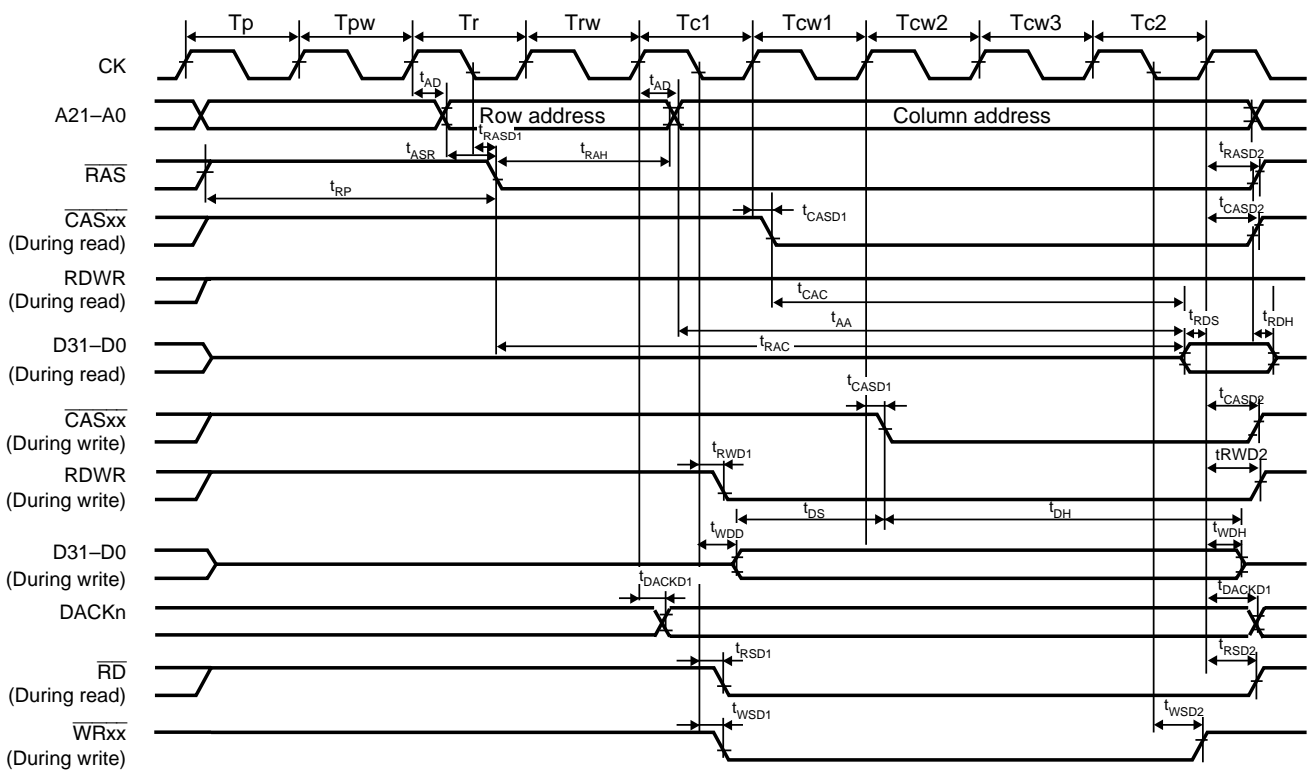 Tp Tpw Tr Trw Tc1 Tcw1 Tcw2 Tcw3 Tc2
CK
tAD tAD
A21–A0 Row address Column address
tRASD1
tASR tRAH tRASD2
RAS
tRP
CASxx tCASD1 tCASD2
(During read)
RDWR
(During read) tCAC
tAA tRDS tRDH
D31–D0 tRAC
(During read)
tCASD1 tCASD2
CASxx
(During write)
RDWR tRWD1 tRWD2
(During write)
tDS tDH
tWDD tWDH
D31–D0
(During write)
tDACKD1 tDACKD1
DACKn
RD tRSD1 tRSD2
(During read)
tWSD1 tWSD2
WRxx
(During write)